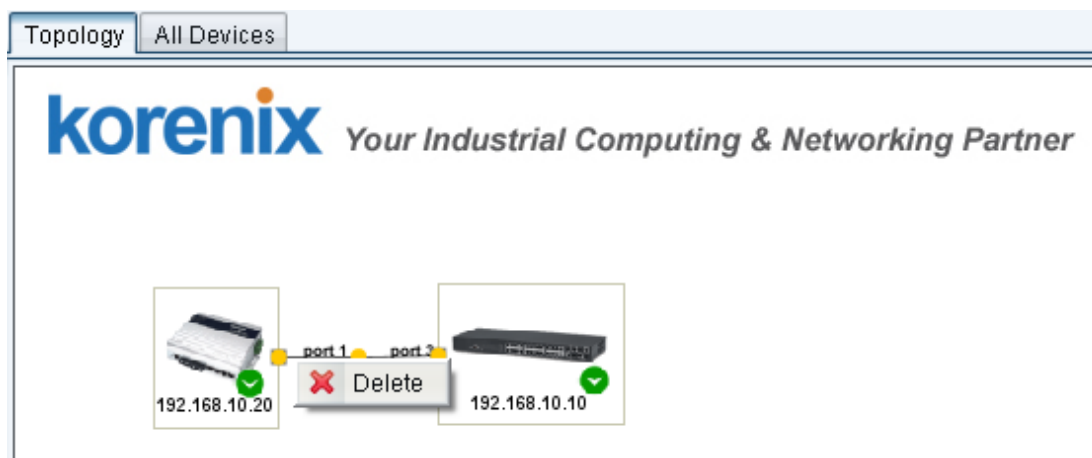 Topology All Devices
korenix Your Industrial Computing & Networking Partner
port 1 port
Delete
192.168.10.20 192.168.10.10